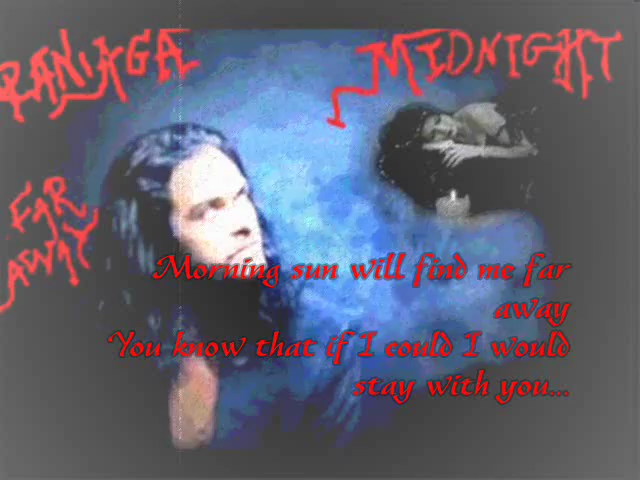 RANIAGA
MIDNIGHT
FAR
AWAY
Morning sun will find me far
away
You know that if I could I would
stay with you...